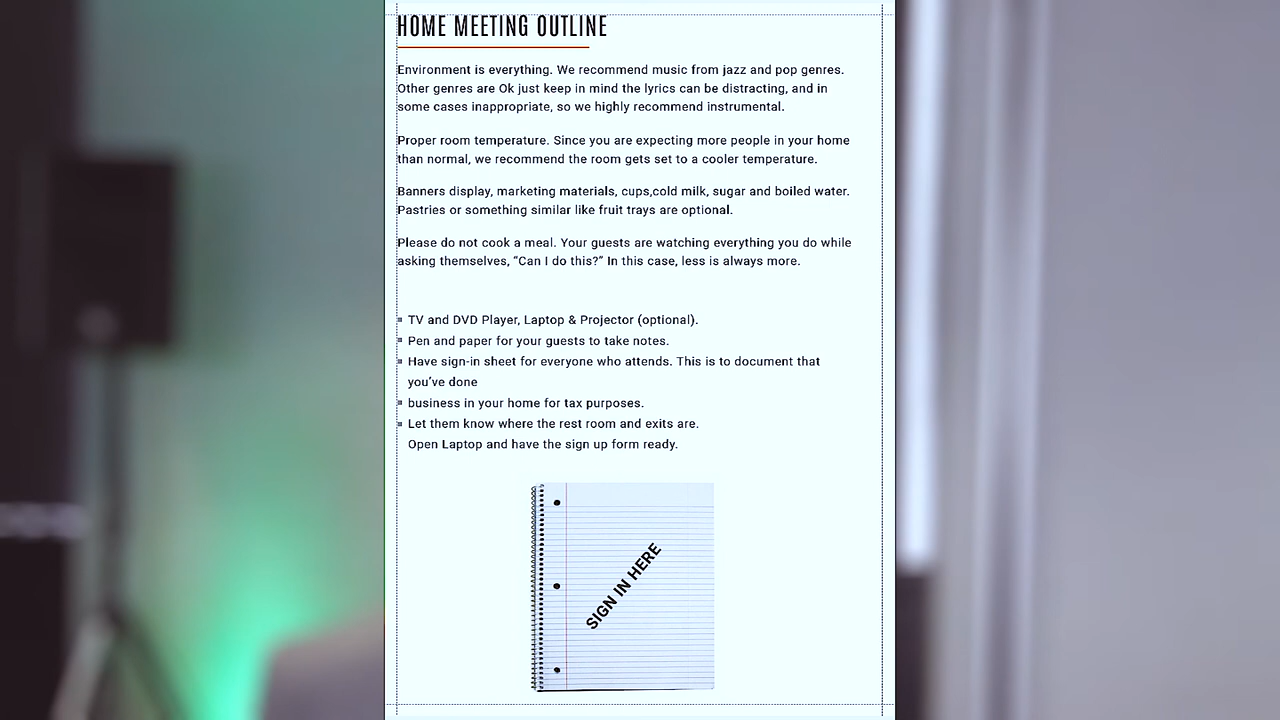 HOME MEETING OUTLINE
Environment is everything. We recommend music from jazz and pop genres.
Other genres are Ok just keep in mind the lyrics can be distracting, and in
some cases inappropriate, so we highly recommend instrumental.
Proper room temperature. Since you are expecting more people in your home
than normal, we recommend the room gets set to a cooler temperature.
Banners display, marketing materials, cups,cold milk, sugar and boiled water.
Pastries or something similar like fruit trays are optional.
Please do not cook a meal. Your guests are watching everything you do while
asking themselves, “Can I do this?” In this case, less is always more.
TV and DVD Player, Laptop & Projector (optional).
Pen and paper for your guests to take notes.
Have sign-in sheet for everyone who attends. This is to document that
you’ve done
business in your home for tax purposes.
Let them know where the rest room and exits are.
Open Laptop and have the sign up form ready.
SIGN IN HERE